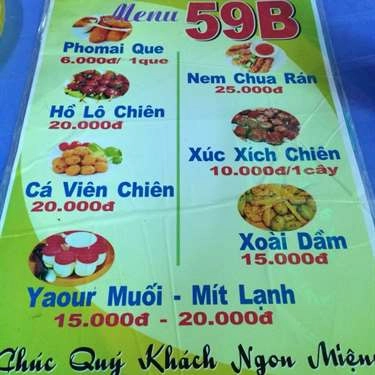 Menu 59B
Phomai Que
6.000đ/ 1que
Hồ Lô Chiên
20.000đ
Cá Viên Chiên
20.000đ
Nem Chua Rán
25.000đ
Xúc Xích Chiên
10.000đ/1cây
Xoài Dầm
15.000đ
Yaour Muối - Mít Lạnh
15.000đ - 20.000đ
Chúc Quý Khách Ngon Miệng